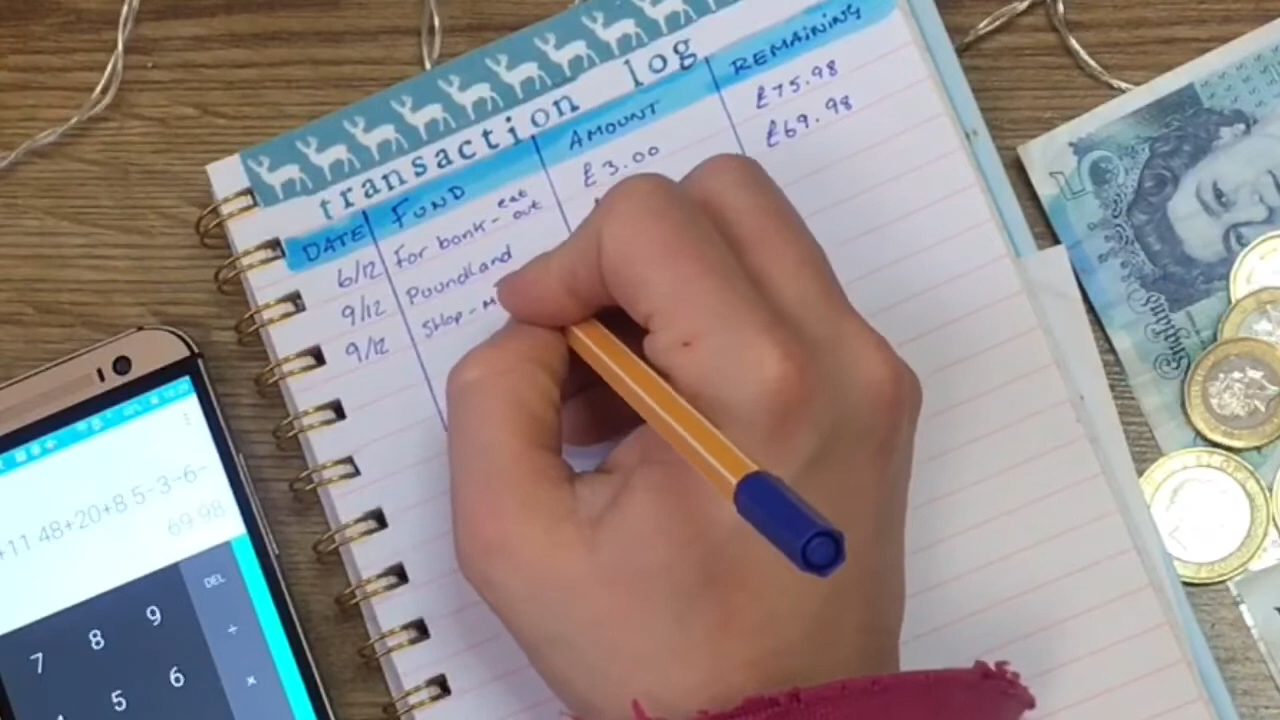 transaction log
DATE FUND AMOUNT REMAINING
6/12 For bank - eat out £3.00 £75.98
9/12 Poundland £69.98
9/12 Shop - M
+11.48+20+8.5-3-6-
69.98
DEL
7 8 9 ÷
5 6 ×
5
England